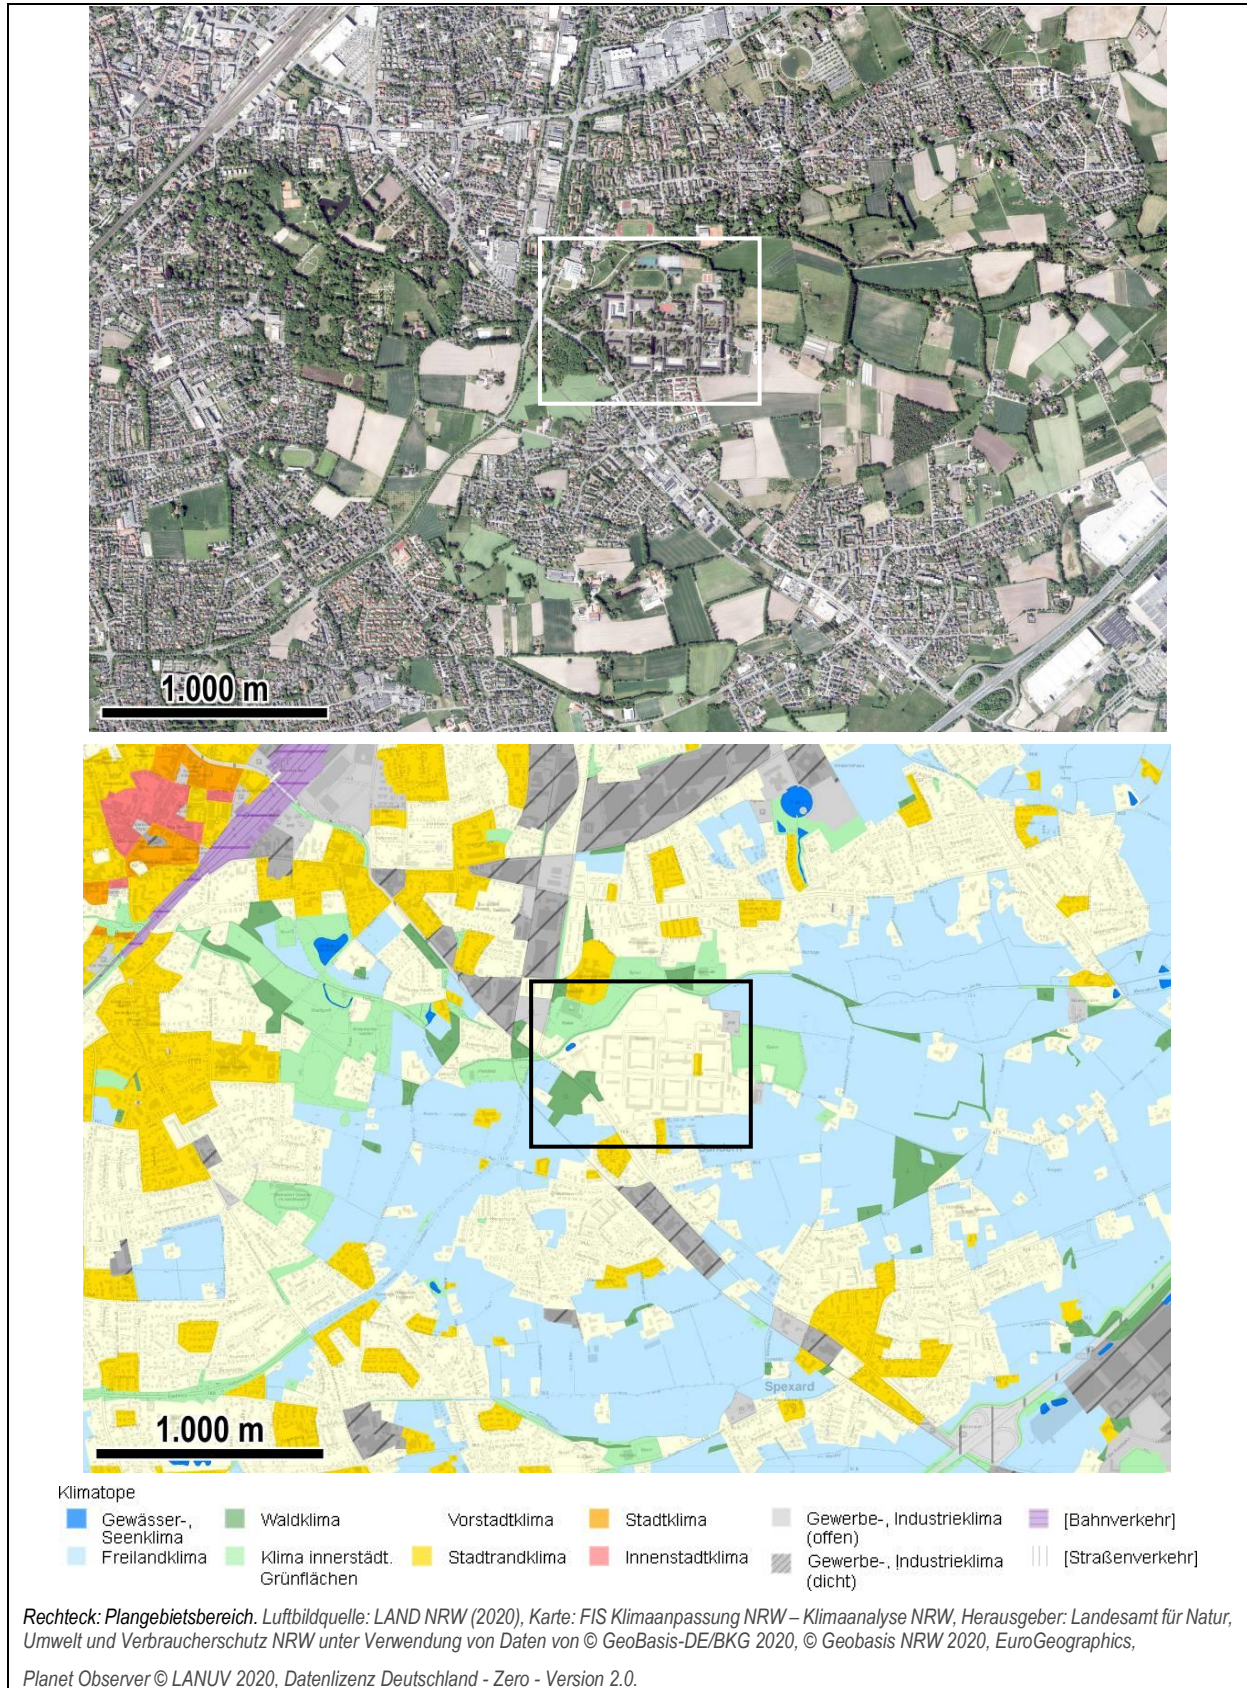 1.000 m
Spexard
1.000 m
Klimatope
Gewässer-, Seenklima
Waldklima
Vorstadtklima
Stadtklima
Gewerbe-, Industrieklima (offen)
[Bahnverkehr]
Freilandklima
Klima innerstädt. Grünflächen
Stadtrandklima
Innenstadtklima
Gewerbe-, Industrieklima (dicht)
[Straßenverkehr]
Rechteck: Plangebietsbereich. Luftbildquelle: LAND NRW (2020), Karte: FIS Klimaanpassung NRW – Klimaanalyse NRW, Herausgeber: Landesamt für Natur,
Umwelt und Verbraucherschutz NRW unter Verwendung von Daten von © GeoBasis-DE/BKG 2020, © Geobasis NRW 2020, EuroGeographics,
Planet Observer © LANUV 2020, Datenlizenz Deutschland - Zero - Version 2.0.